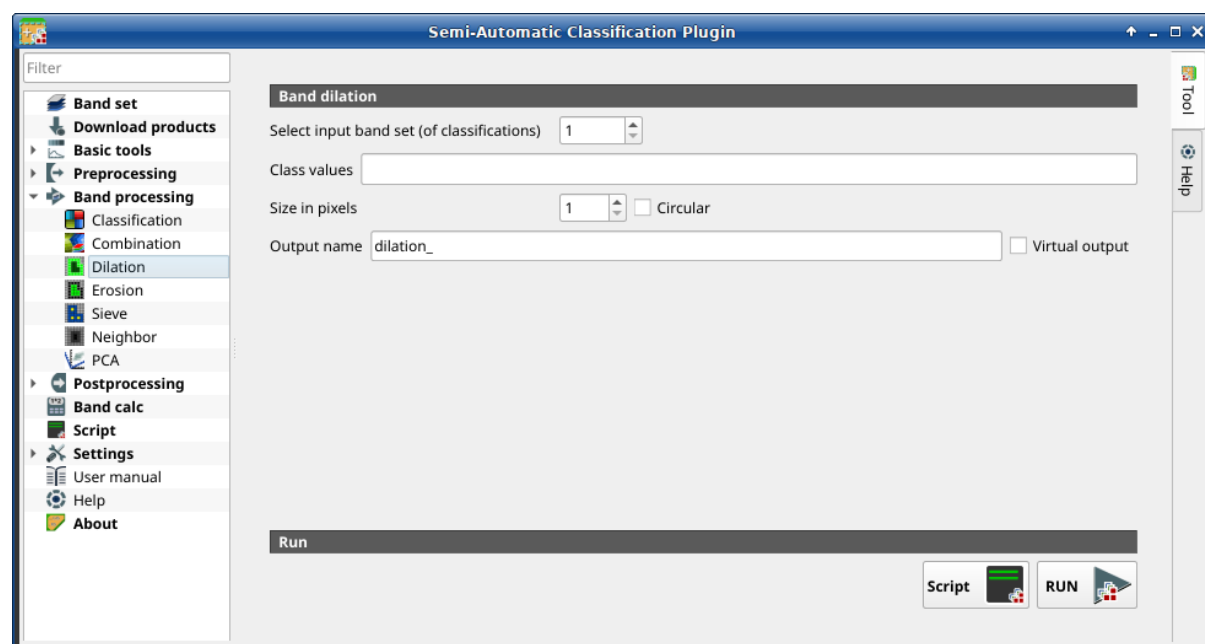 Semi-Automatic Classification Plugin
Filter
Band set
Download products
Basic tools
Preprocessing
Band processing
Classification
Combination
Dilation
Erosion
Sieve
Neighbor
PCA
Postprocessing
Band calc
Script
Settings
User manual
Help
About
Band dilation
Select input band set (of classifications) 1
Class values
Size in pixels 1 Circular
Output name dilation_ Virtual output
Run
Script RUN
Tool
Help